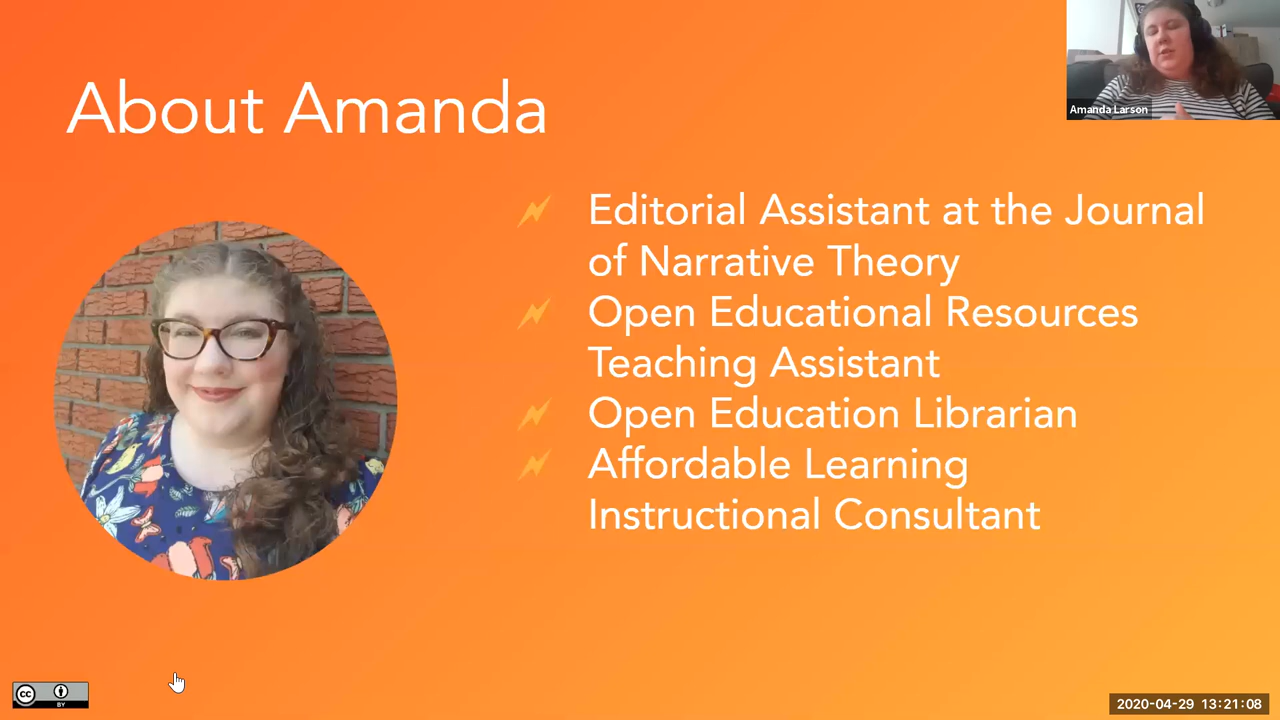 About Amanda
Amanda Larson
Editorial Assistant at the Journal
of Narrative Theory
Open Educational Resources
Teaching Assistant
Open Education Librarian
Affordable Learning
Instructional Consultant
cc
BY
2020-04-29 13:21:08